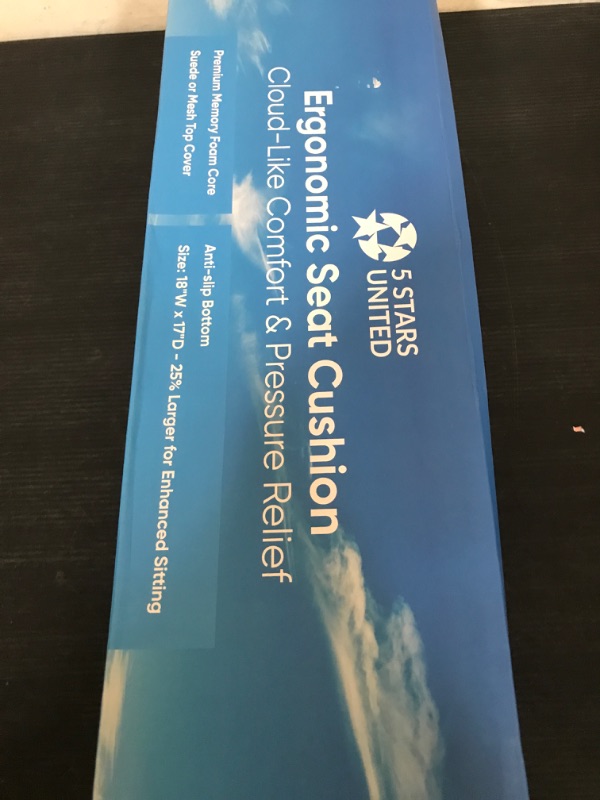 5 STARS
UNITED
Ergonomic Seat Cushion
Cloud-Like Comfort & Pressure Relief
Premium Memory Foam Core
Suede or Mesh Top Cover
Anti-slip Bottom
Size: 18"W x 17"D - 25% Larger for Enhanced Sitting